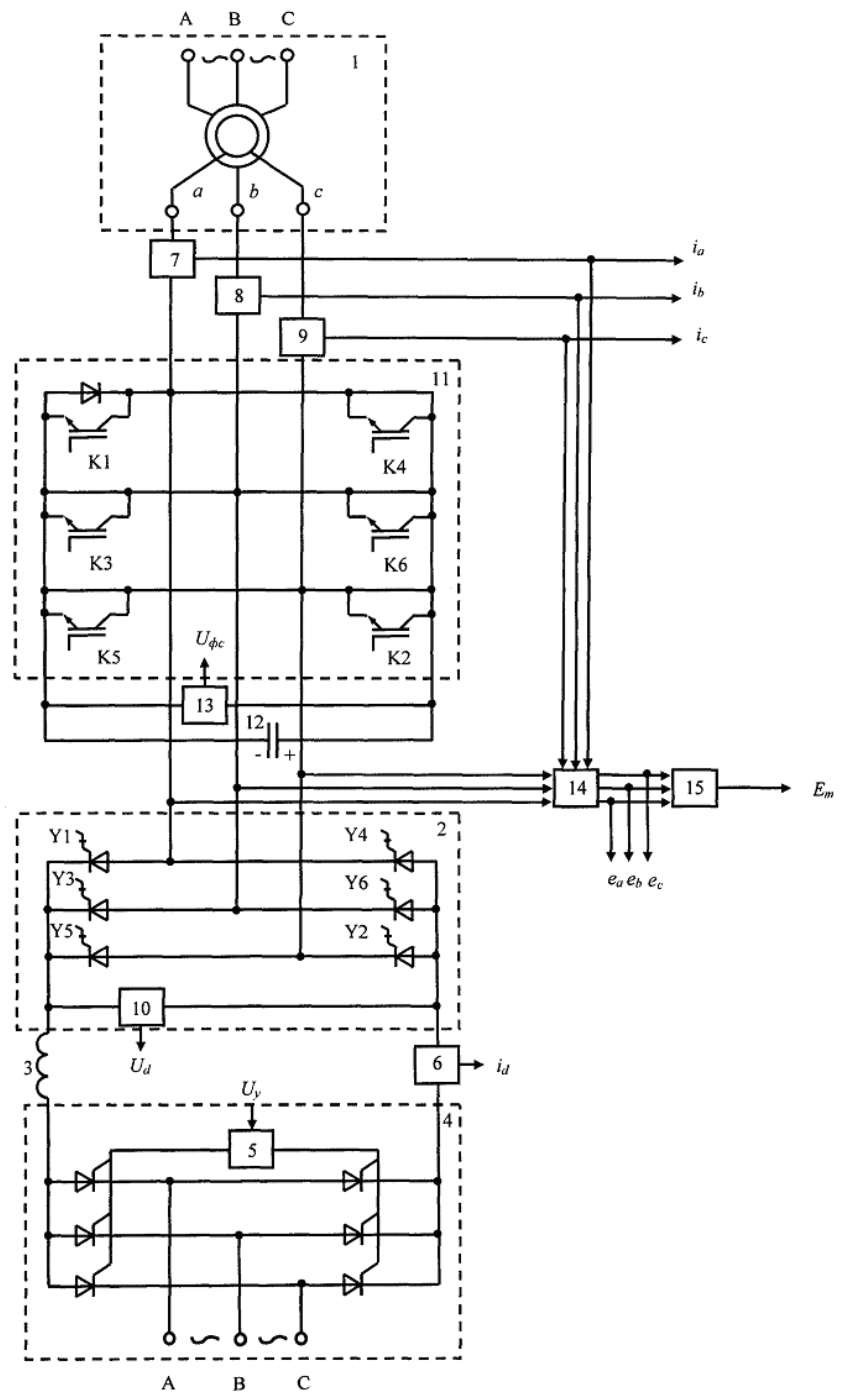 A B C
1
a b c
7
i_a
8
i_b
9
i_c
11
K1 K4
K3 K6
K5 K2
U_фс
13
12
- +
14 15 E_m
e_a e_b e_c
2
Y1 Y4
Y3 Y6
Y5 Y2
10
U_d
3
6 i_d
U_y
4
5
A B C